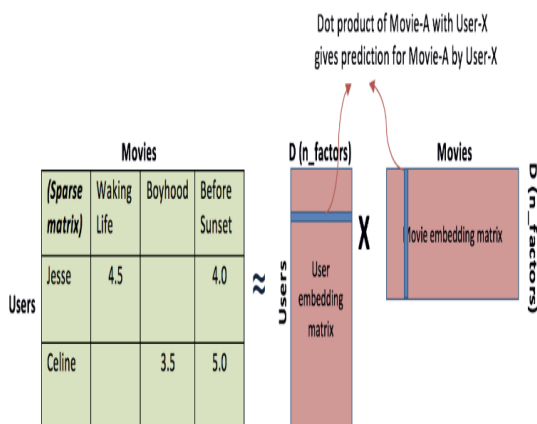 Dot product of Movie-A with User-X
gives prediction for Movie-A by User-X
Movies
D (n_factors)
Movies
(Sparse matrix) Waking Life Boyhood Before Sunset
Jesse 4.5 4.0
Celine 3.5 5.0
Users
≈
Users
User
embedding
matrix
X
Movie embedding matrix
D (n_factors)